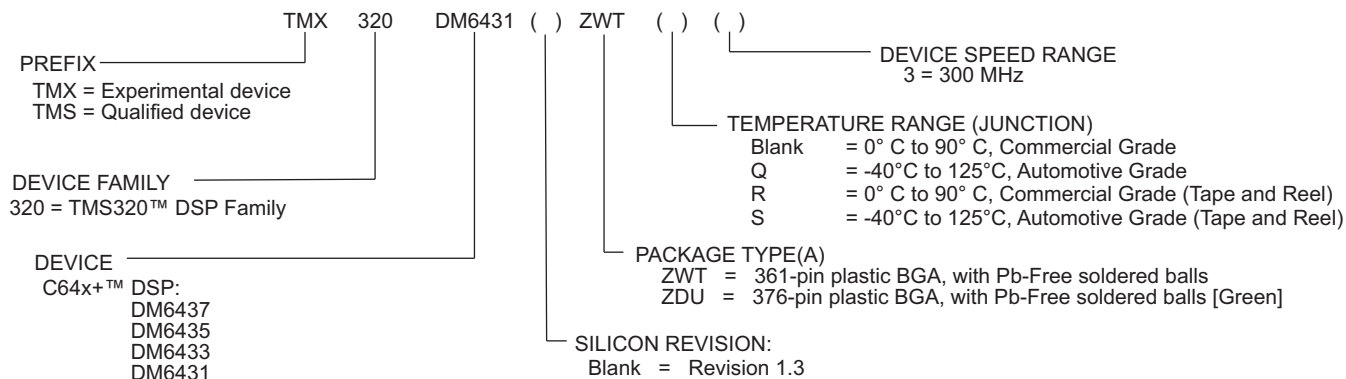 TMX 320 DM6431 ( ) ZWT ( ) ( )
PREFIX
TMX = Experimental device
TMS = Qualified device
DEVICE SPEED RANGE
3 = 300 MHz
TEMPERATURE RANGE (JUNCTION)
Blank = 0° C to 90° C, Commercial Grade
Q = -40°C to 125°C, Automotive Grade
R = 0° C to 90° C, Commercial Grade (Tape and Reel)
S = -40°C to 125°C, Automotive Grade (Tape and Reel)
DEVICE FAMILY
320 = TMS320™ DSP Family
PACKAGE TYPE(A)
ZWT = 361-pin plastic BGA, with Pb-Free soldered balls
ZDU = 376-pin plastic BGA, with Pb-Free soldered balls [Green]
DEVICE
C64x+™ DSP:
DM6437
DM6435
DM6433
DM6431
SILICON REVISION:
Blank = Revision 1.3